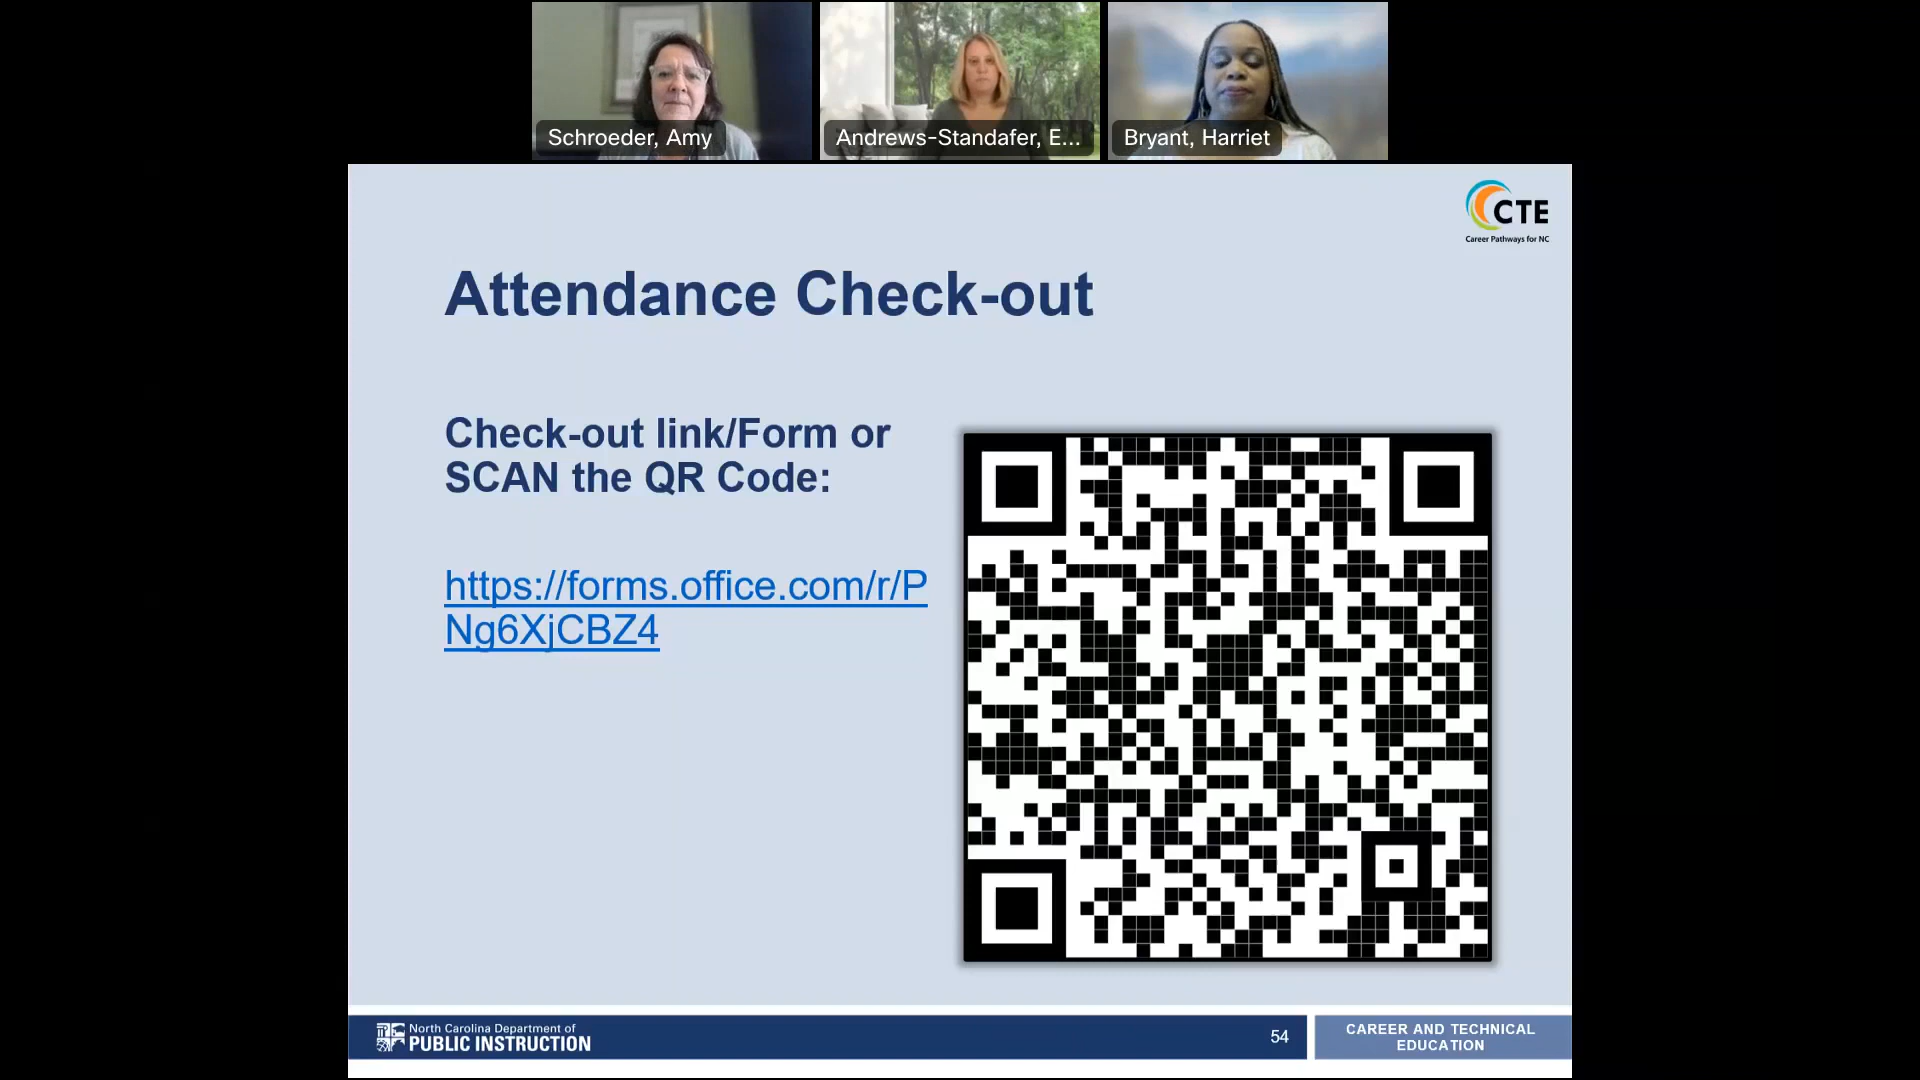 Schroeder, Amy
Andrews-Standafer, E...
Bryant, Harriet
CTE
Career Pathways for NC
Attendance Check-out
Check-out link/Form or
SCAN the QR Code:
https://forms.office.com/r/P
Ng6XjCBZ4
North Carolina Department of
PUBLIC INSTRUCTION
54
CAREER AND TECHNICAL
EDUCATION